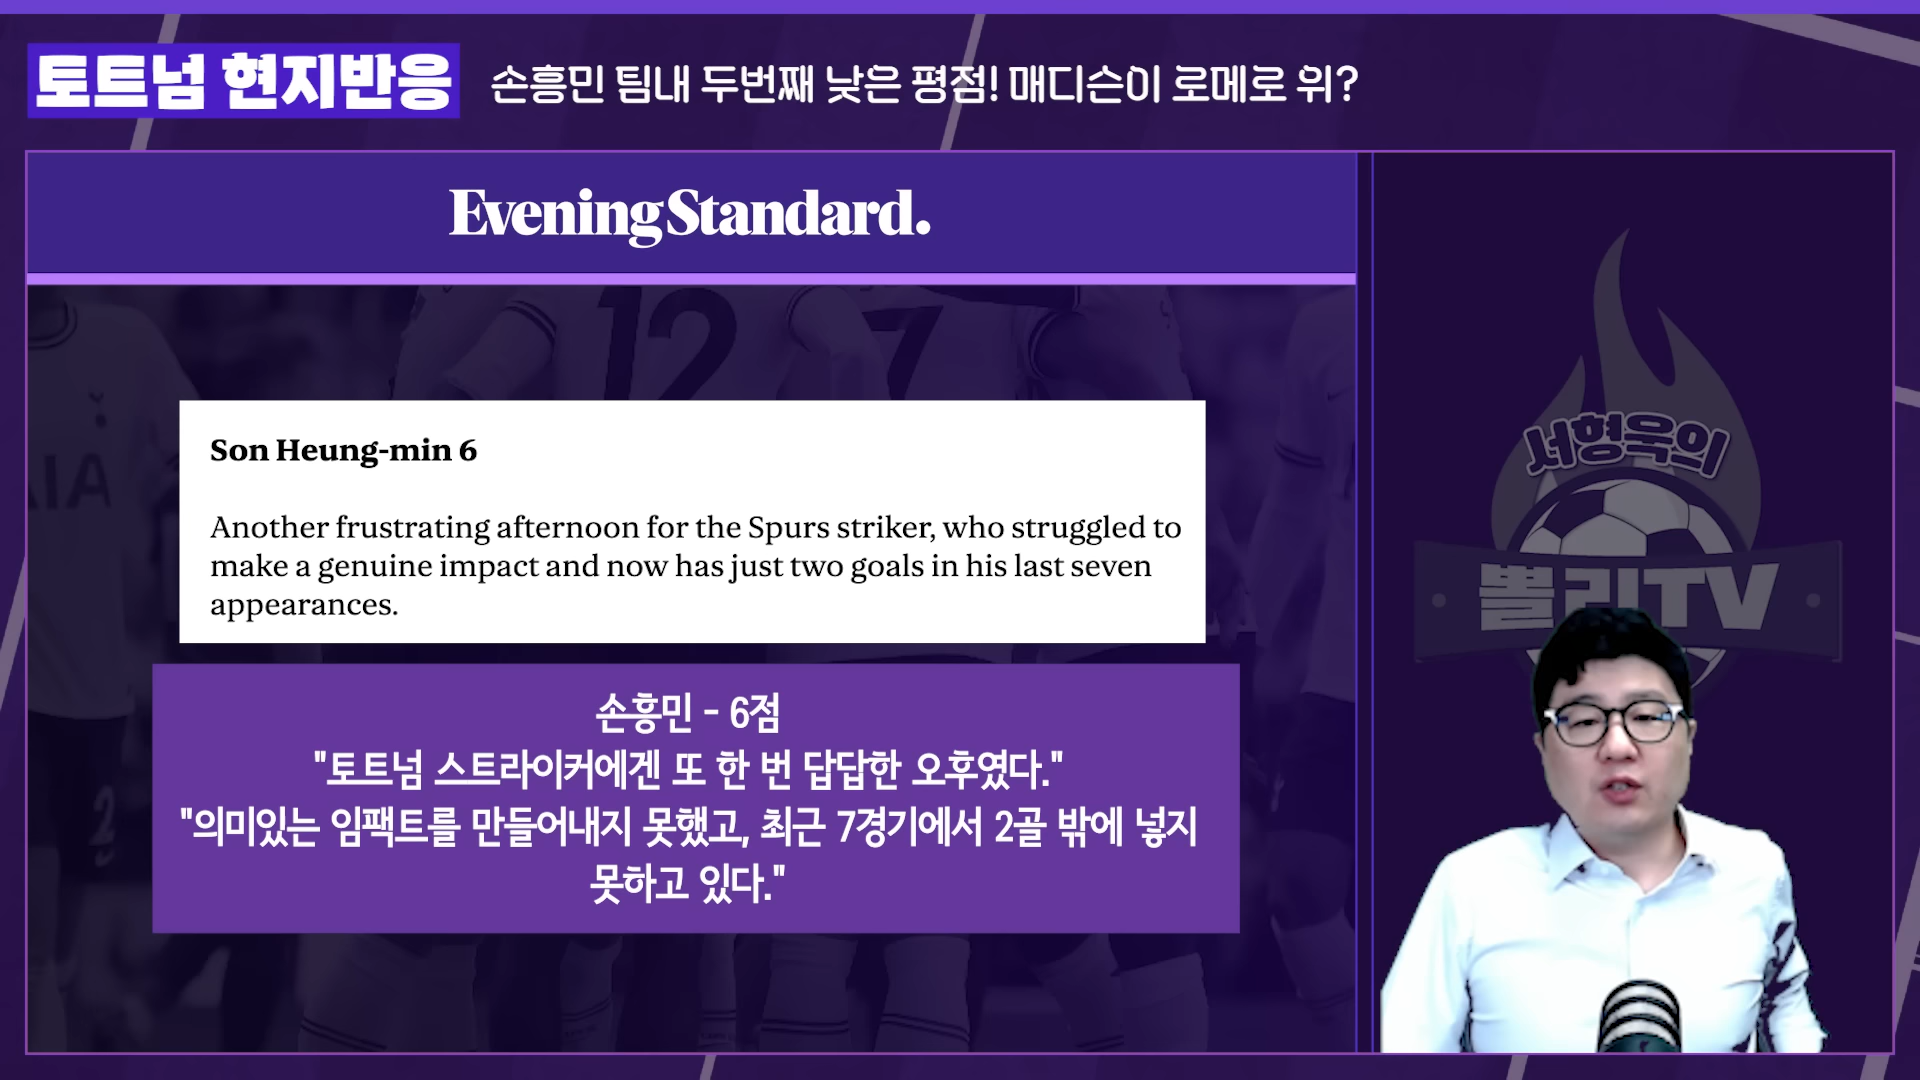 토트넘 현지반응
손흥민 팀내 두번째 낮은 평점! 매디슨이 로메로 위?
Evening Standard.
12 7
AIA
2
Son Heung-min 6
Another frustrating afternoon for the Spurs striker, who struggled to
make a genuine impact and now has just two goals in his last seven
appearances.
손흥민 - 6점
"토트넘 스트라이커에겐 또 한 번 답답한 오후였다."
"의미있는 임팩트를 만들어내지 못했고, 최근 7경기에서 2골 밖에 넣지
못하고 있다."
서형욱의
뽈리TV